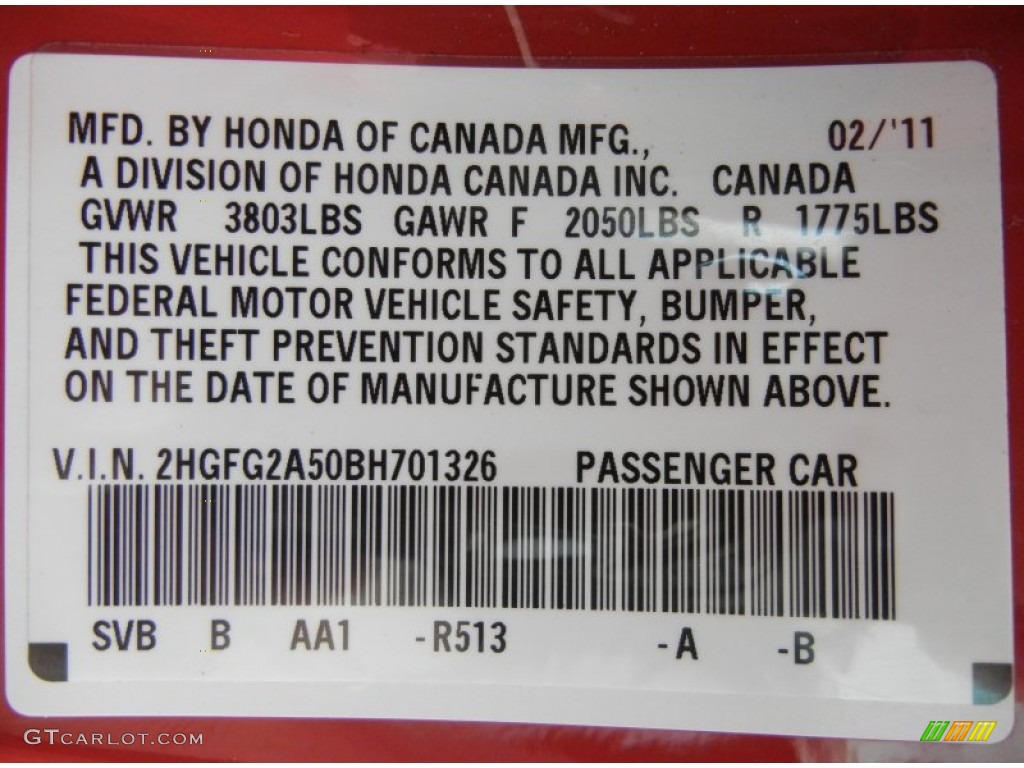 MFD. BY HONDA OF CANADA MFG., 02/'11
A DIVISION OF HONDA CANADA INC. CANADA
GVWR 3803LBS GAWR F 2050LBS R 1775LBS
THIS VEHICLE CONFORMS TO ALL APPLICABLE
FEDERAL MOTOR VEHICLE SAFETY, BUMPER,
AND THEFT PREVENTION STANDARDS IN EFFECT
ON THE DATE OF MANUFACTURE SHOWN ABOVE.
V.I.N. 2HGFG2A50BH701326 PASSENGER CAR
SVB B AA1 -R513 -A -B
GTCARLOT.COM